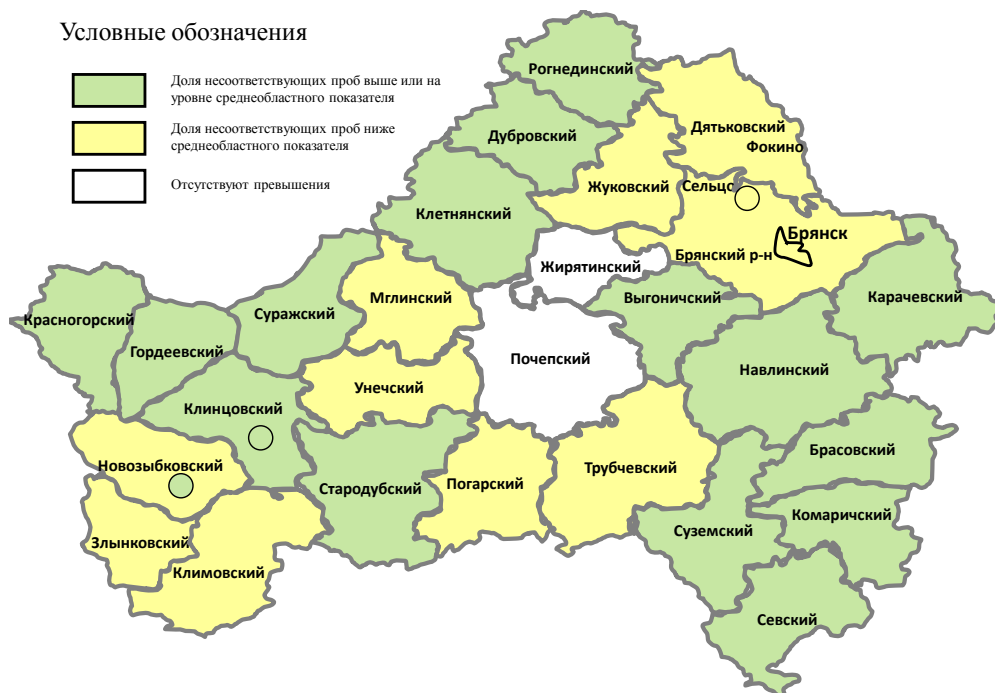 Условные обозначения
Доля несоответствующих проб выше или на
уровне среднеобластного показателя
Доля несоответствующих проб ниже
среднеобластного показателя
Отсутствуют превышения
Рогнединский
Дубровский
Дятьковский
Фокино
Жуковский
Сельцо
Клетнянский
Брянск
Брянский р-н
Жирятинский
Выгоничский
Карачевский
Мглинский
Суражский
Красногорский
Гордеевский
Почепский
Навлинский
Унечский
Клинцовский
Брасовский
Новозыбковский
Стародубский
Погарский
Трубчевский
Комаричский
Суземский
Злынковский
Климовский
Севский